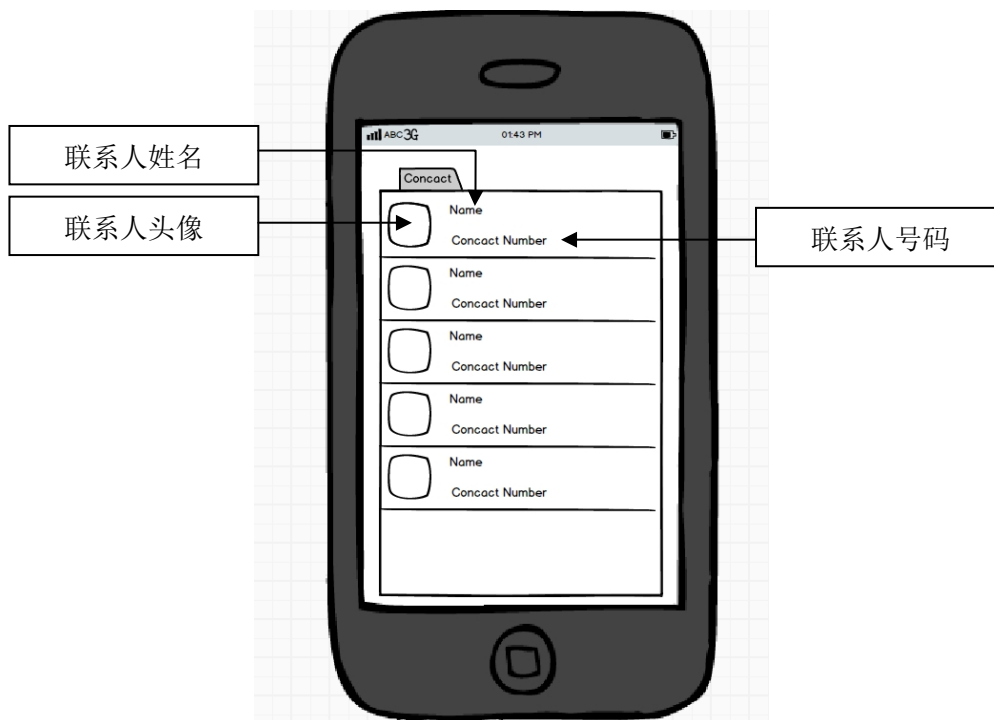 ABC 3G 01:43 PM
联系人姓名
Concact
联系人头像
Name
Concact Number
联系人号码
Name
Concact Number
Name
Concact Number
Name
Concact Number
Name
Concact Number